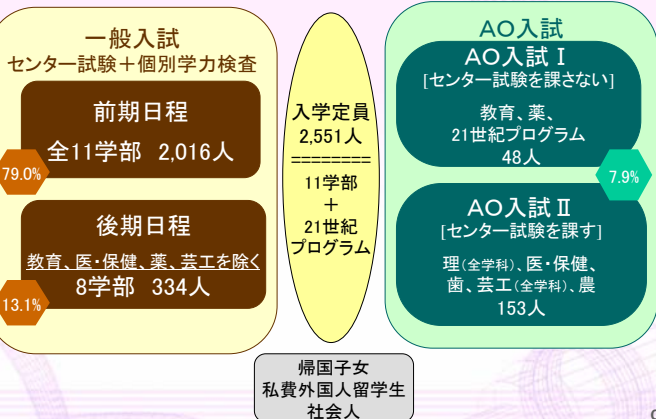 一般入試
センター試験＋個別学力検査
前期日程
全11学部 2,016人
79.0%
後期日程
教育、医・保健、薬、芸工を除く
8学部 334人
13.1%
入学定員
2,551人
========
11学部
＋
21世紀
プログラム
AO入試
AO入試Ⅰ
[センター試験を課さない]
教育、薬、
21世紀プログラム
48人
7.9%
AO入試Ⅱ
[センター試験を課す]
理(全学科)、医・保健、
歯、芸工(全学科)、農
153人
帰国子女
私費外国人留学生
社会人